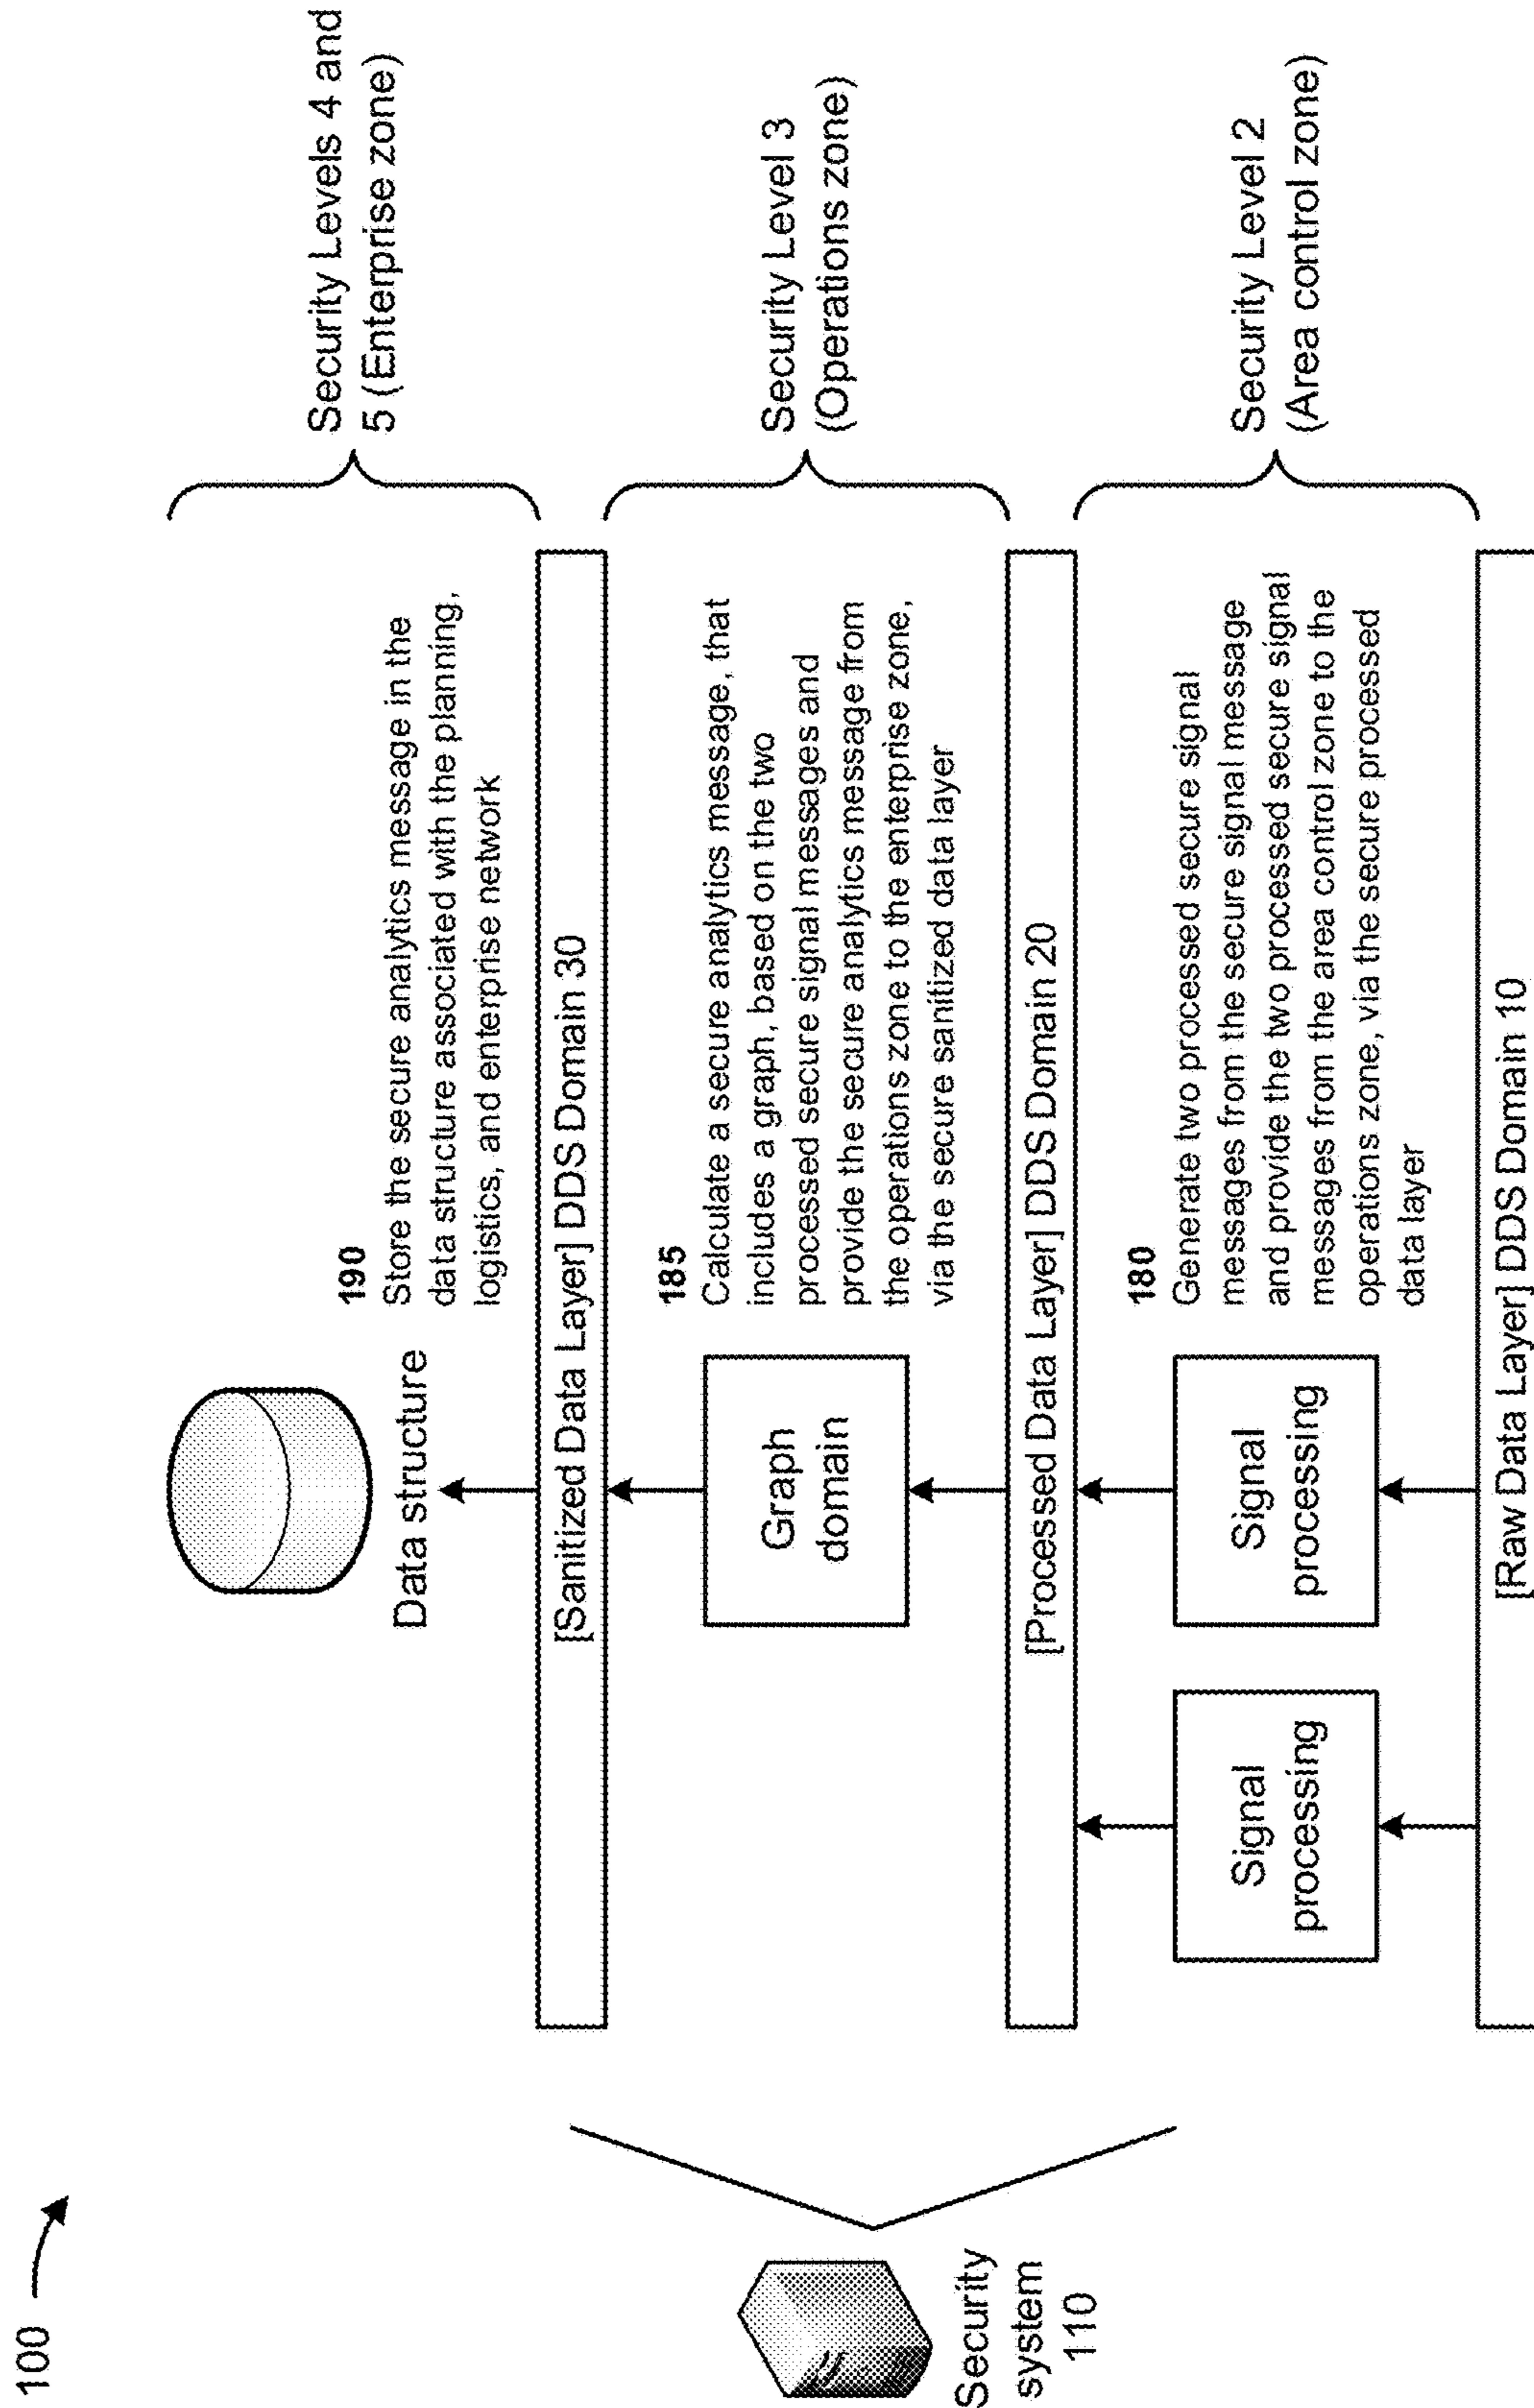 100
Security Levels 4 and
5 (Enterprise zone)
190
Store the secure analytics message in the
data structure associated with the planning,
logistics, and enterprise network
Data structure
[Sanitized Data Layer] DDS Domain 30
Security Level 3
(Operations zone)
185
Calculate a secure analytics message, that
includes a graph, based on the two
processed secure signal messages and
provide the secure analytics message from
the operations zone to the enterprise zone,
via the secure sanitized data layer
Graph
domain
Security
system
110
[Processed Data Layer] DDS Domain 20
Security Level 2
(Area control zone)
180
Generate two processed secure signal
messages from the secure signal message
and provide the two processed secure signal
messages from the area control zone to the
operations zone, via the secure processed
data layer
Signal
processing
Signal
processing
[Raw Data Layer] DDS Domain 10